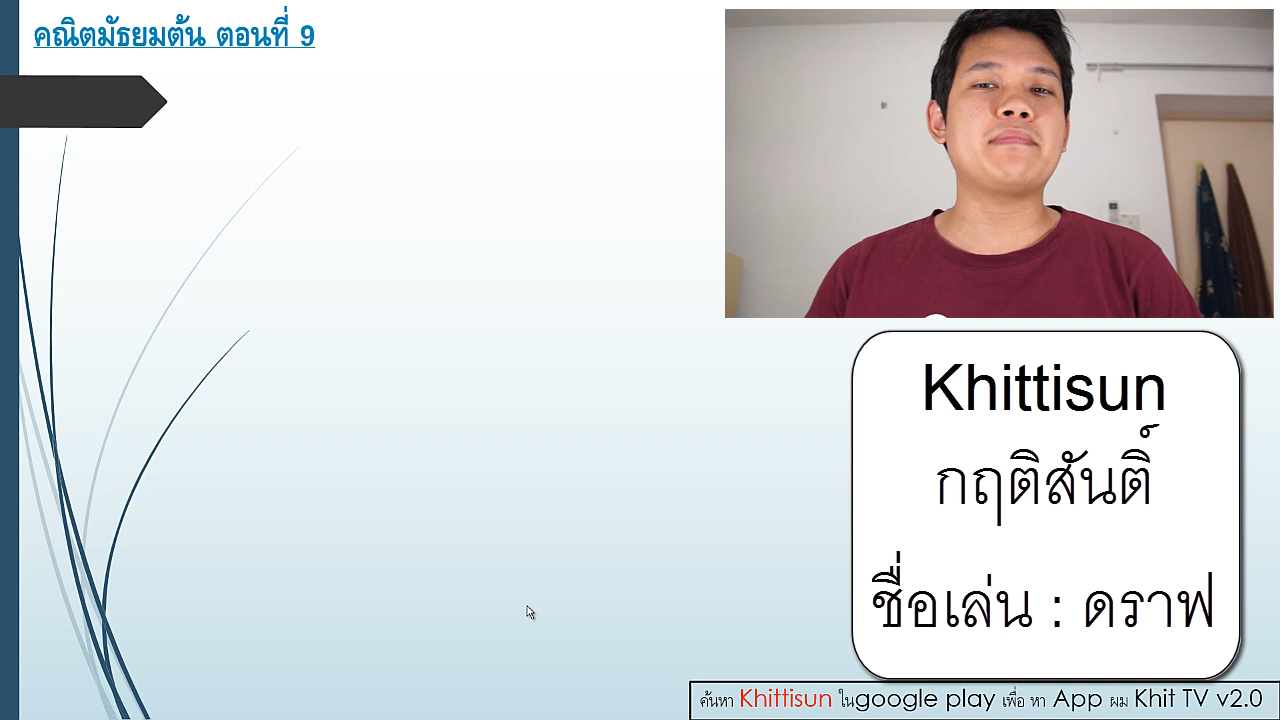 คณิตมัธยมต้น ตอนที่ 9
Khittisun
กฤติสันติ์
ชื่อเล่น : ดราฟ
ค้นหา Khittisun ในgoogle play เพื่อ หา App ผม Khit TV v2.0